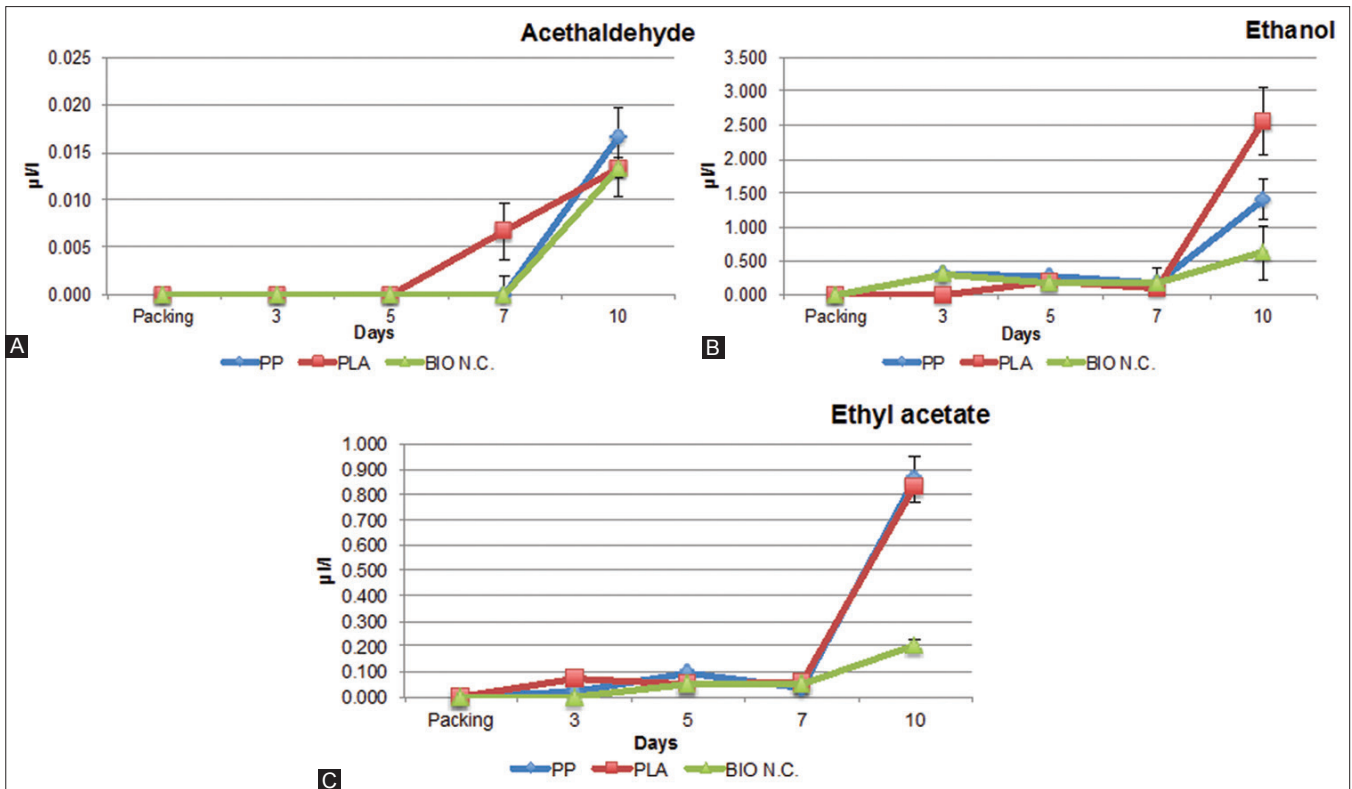 Acethaldehyde
0.025
0.020
0.015
0.010
0.005
0.000
µl/l
Packing 3 5 7 10
Days
PP PLA BIO N.C.
A
Ethanol
3.500
3.000
2.500
2.000
1.500
1.000
0.500
0.000
µl/l
Packing 3 5 7 10
Days
PP PLA BIO N.C.
B
Ethyl acetate
1.000
0.900
0.800
0.700
0.600
0.500
0.400
0.300
0.200
0.100
0.000
µl/l
Packing 3 5 7 10
Days
PP PLA BIO N.C.
C